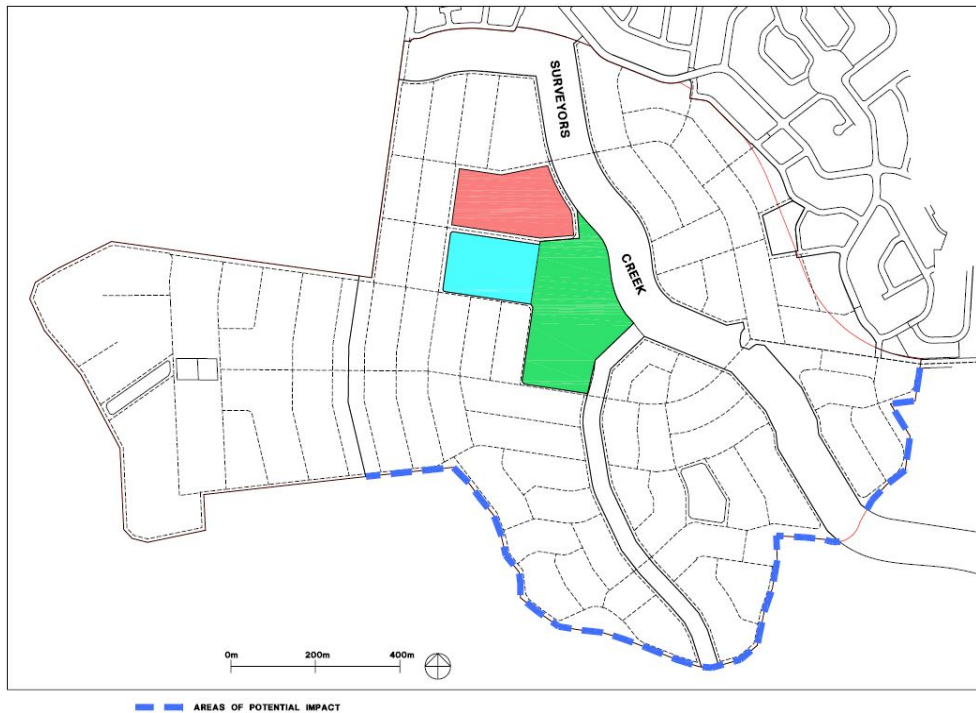 SURVEYORS
CREEK
0m 200m 400m
AREAS OF POTENTIAL IMPACT